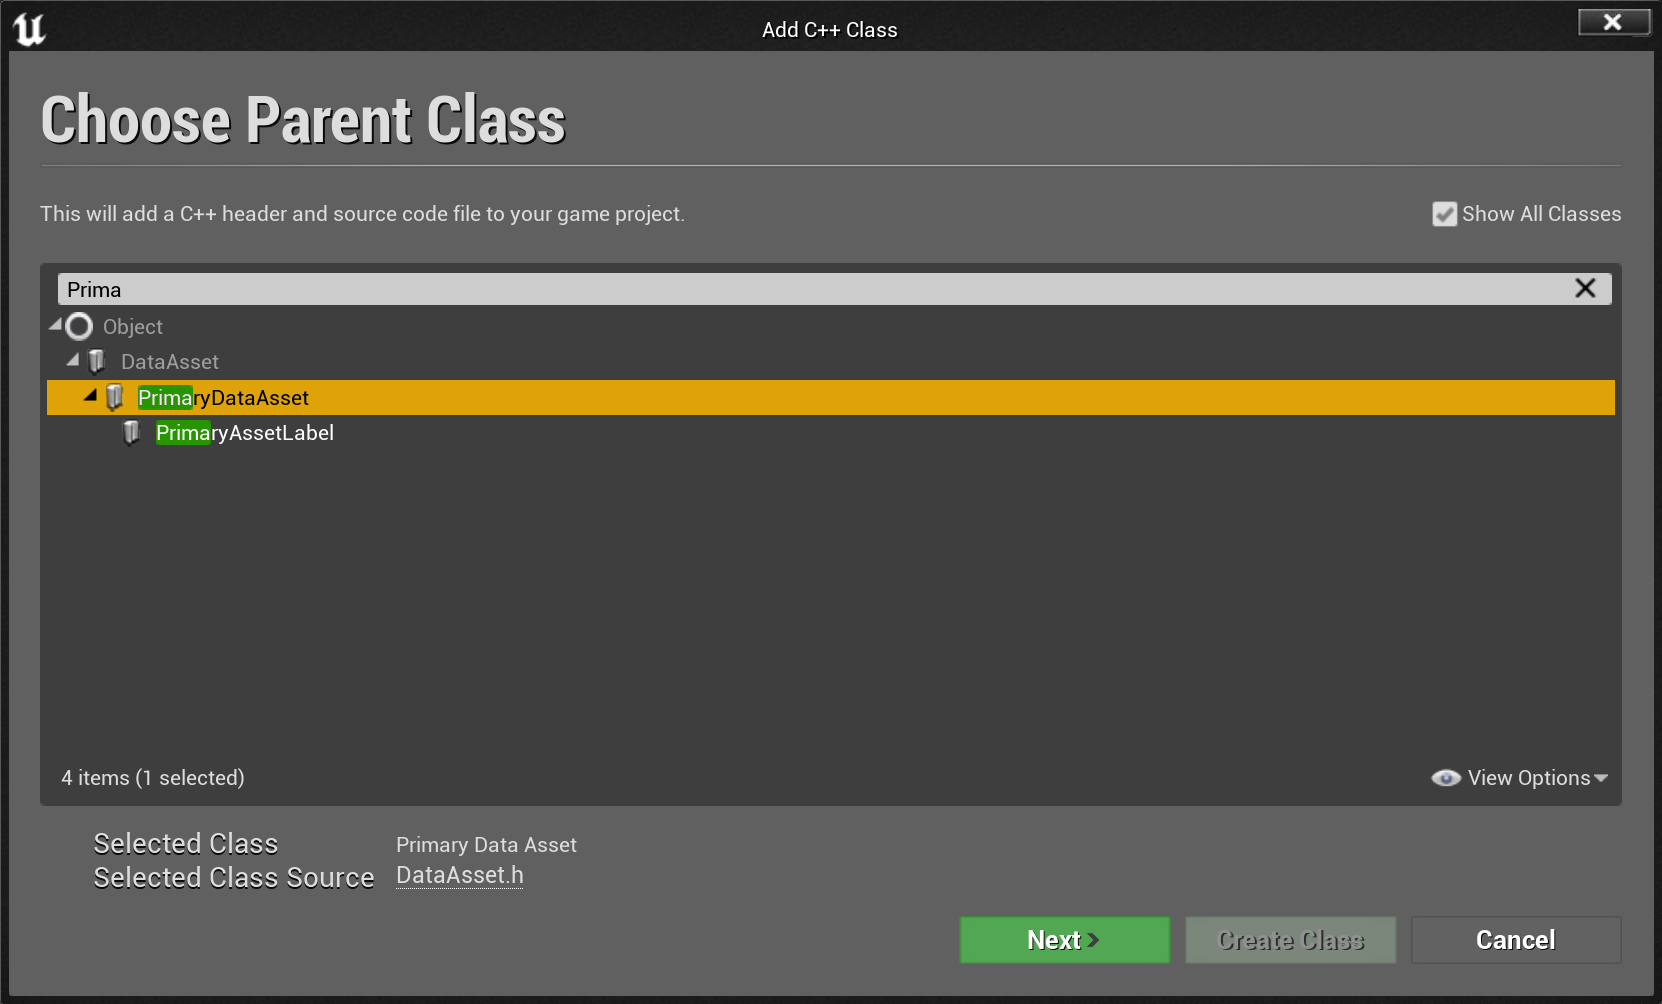 Add C++ Class
Choose Parent Class
This will add a C++ header and source code file to your game project.
Show All Classes
Prima
Object
DataAsset
PrimaryDataAsset
PrimaryAssetLabel
4 items (1 selected)
View Options
Selected Class Primary Data Asset
Selected Class Source DataAsset.h
Next
Create Class
Cancel